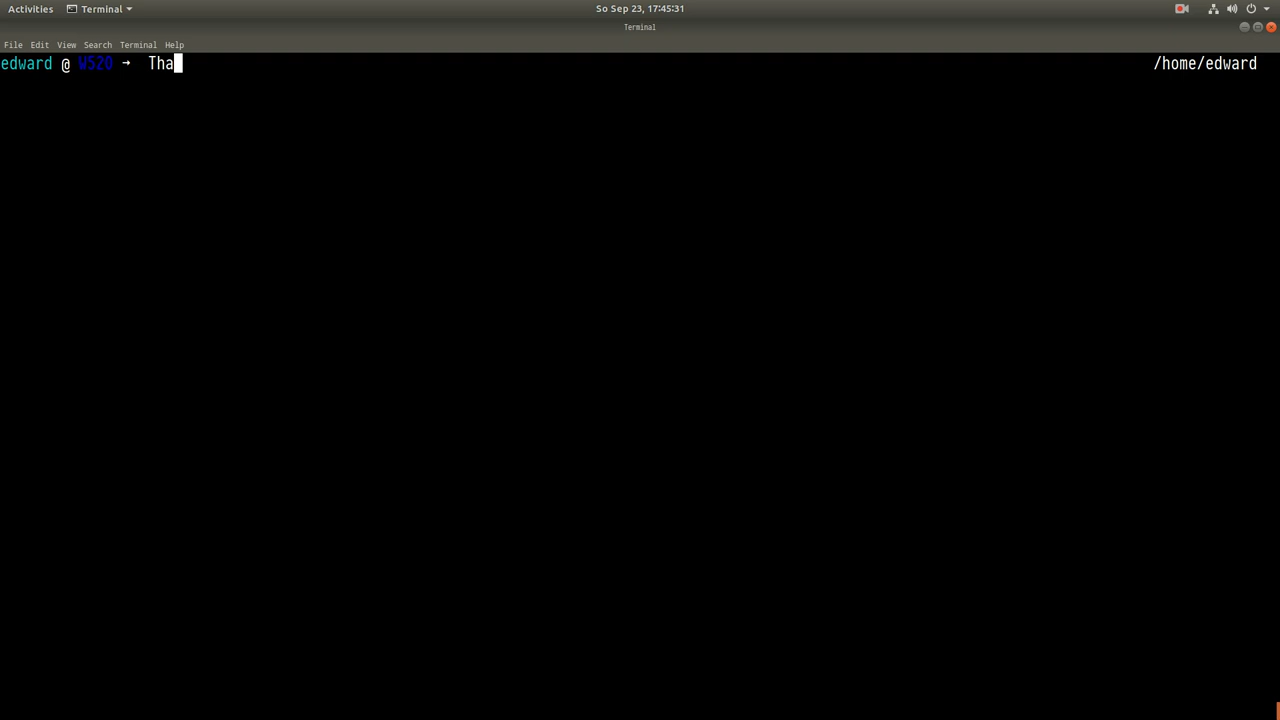 Activities Terminal So Sep 23, 17:45:31
Terminal
File Edit View Search Terminal Help
edward @ W520 → Tha /home/edward